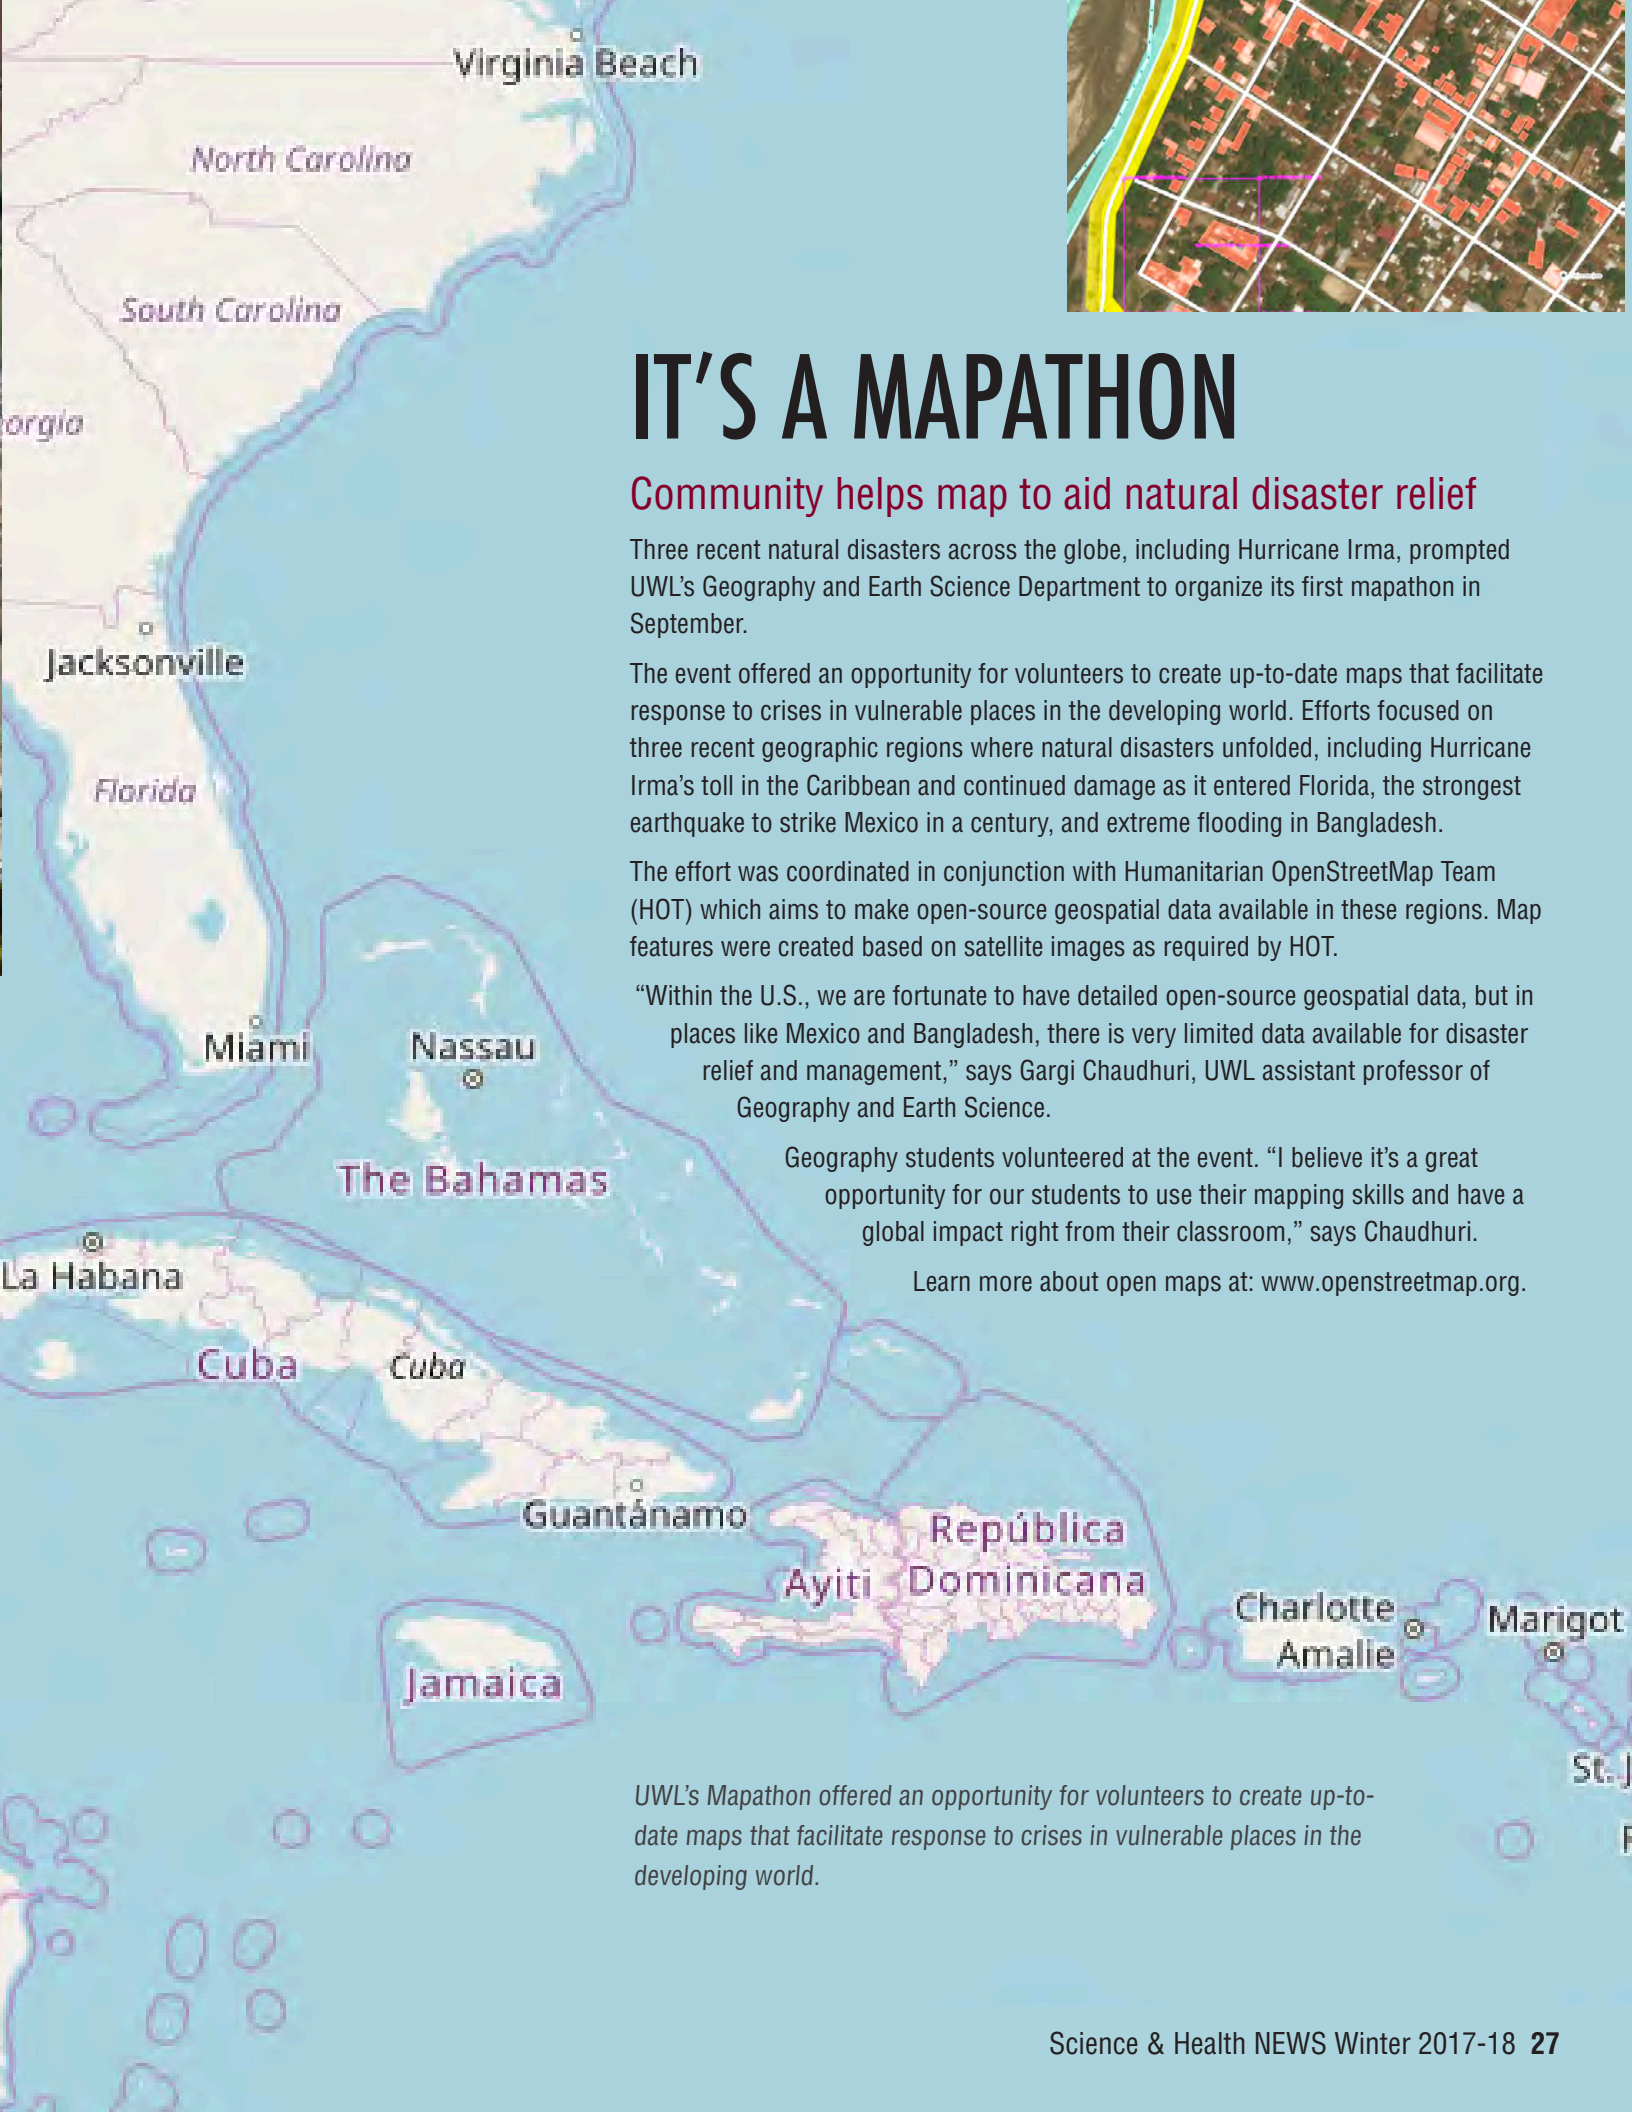 Virginia Beach
North Carolina
South Carolina
orgia
IT’S A MAPATHON
Community helps map to aid natural disaster relief
Three recent natural disasters across the globe, including Hurricane Irma, prompted
UWL’s Geography and Earth Science Department to organize its first mapathon in
September.
The event offered an opportunity for volunteers to create up-to-date maps that facilitate
response to crises in vulnerable places in the developing world. Efforts focused on
three recent geographic regions where natural disasters unfolded, including Hurricane
Irma’s toll in the Caribbean and continued damage as it entered Florida, the strongest
earthquake to strike Mexico in a century, and extreme flooding in Bangladesh.
The effort was coordinated in conjunction with Humanitarian OpenStreetMap Team
(HOT) which aims to make open-source geospatial data available in these regions. Map
features were created based on satellite images as required by HOT.
“Within the U.S., we are fortunate to have detailed open-source geospatial data, but in
places like Mexico and Bangladesh, there is very limited data available for disaster
relief and management,” says Gargi Chaudhuri, UWL assistant professor of
Geography and Earth Science.
Geography students volunteered at the event. “I believe it’s a great
opportunity for our students to use their mapping skills and have a
global impact right from their classroom,” says Chaudhuri.
Learn more about open maps at: www.openstreetmap.org.
Jacksonville
Florida
Miami
Nassau
The Bahamas
La Habana
Cuba
Cuba
Guantánamo
República
Dominicana
Ayiti
Jamaica
Charlotte
Amalie
Marigot
St. J
UWL’s Mapathon offered an opportunity for volunteers to create up-to-
date maps that facilitate response to crises in vulnerable places in the
developing world.
Science & Health NEWS Winter 2017-18 27